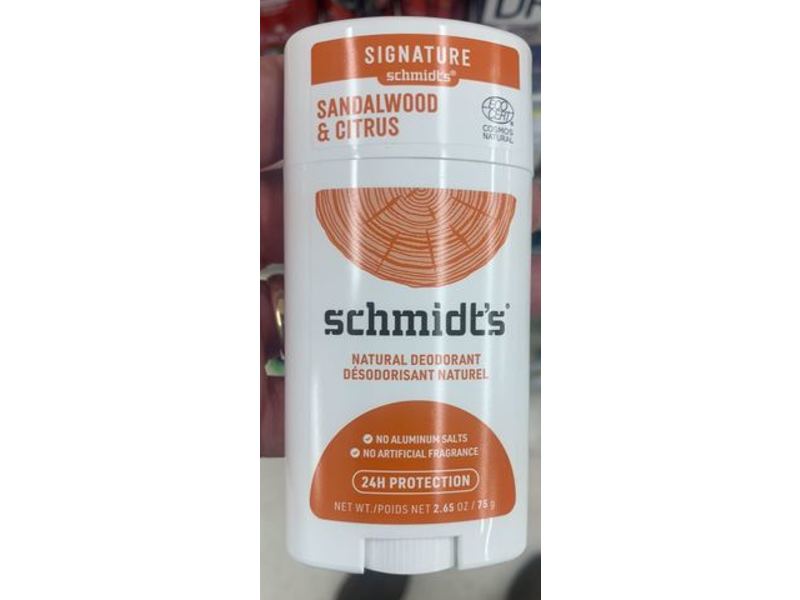 SIGNATURE
schmidt's®
SANDALWOOD
& CITRUS
ECO
CERT
COSMOS
NATURAL
schmidt's®
NATURAL DEODORANT
DÉSODORISANT NATUREL
NO ALUMINUM SALTS
NO ARTIFICIAL FRAGRANCE
24H PROTECTION
NET WT./POIDS NET 2.65 OZ / 75 g